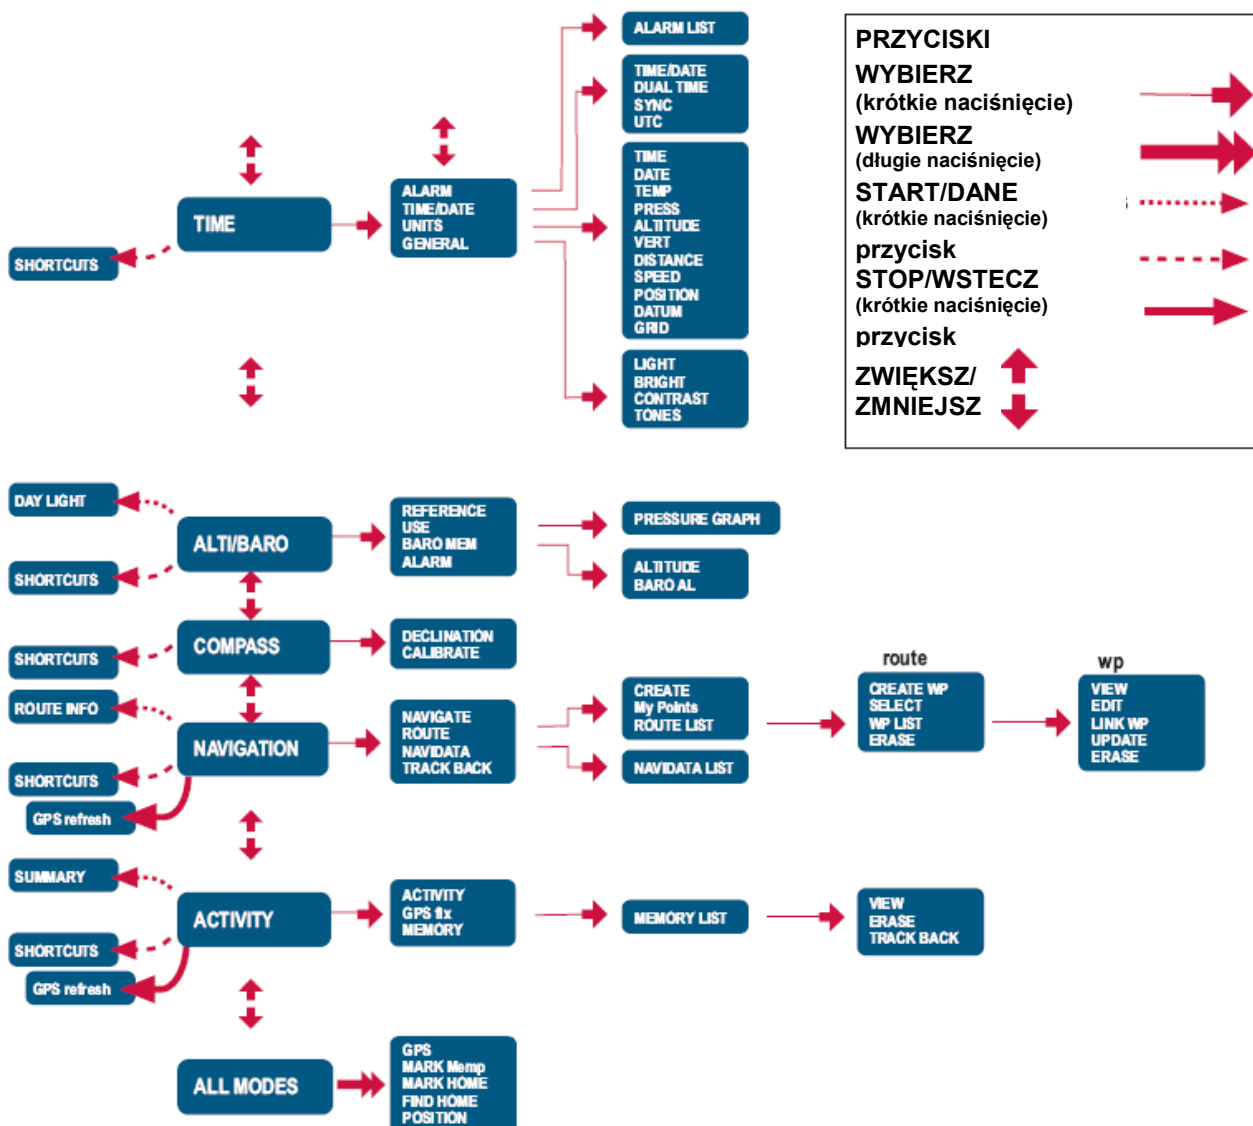 ALARM LIST
TIME/DATE
DUAL TIME
SYNC
UTC
TIME
DATE
TEMP
PRESS
ALTITUDE
VERT
DISTANCE
SPEED
POSITION
DATUM
GRID
LIGHT
BRIGHT
CONTRAST
TONES
TIME
ALARM
TIME/DATE
UNITS
GENERAL
SHORTCUTS
PRZYCISKI
WYBIERZ
(krótkie naciśnięcie)
WYBIERZ
(długie naciśnięcie)
START/DANE
(krótkie naciśnięcie)
przycisk
STOP/WSTECZ
(krótkie naciśnięcie)
przycisk
ZWIĘKSZ/
ZMNIEJSZ
DAY LIGHT
ALTI/BARO
SHORTCUTS
REFERENCE
USE
BARO MEM
ALARM
PRESSURE GRAPH
ALTITUDE
BARO AL
COMPASS
SHORTCUTS
DECLINATION
CALIBRATE
ROUTE INFO
NAVIGATION
SHORTCUTS
GPS refresh
NAVIGATE
ROUTE
NAVIDATA
TRACK BACK
CREATE
My Points
ROUTE LIST
NAVIDATA LIST
route
CREATE WP
SELECT
WP LIST
ERASE
wp
VIEW
EDIT
LINK WP
UPDATE
ERASE
SUMMARY
ACTIVITY
SHORTCUTS
GPS refresh
ACTIVITY
GPS fix
MEMORY
MEMORY LIST
VIEW
ERASE
TRACK BACK
ALL MODES
GPS
MARK Memp
MARK HOME
FIND HOME
POSITION